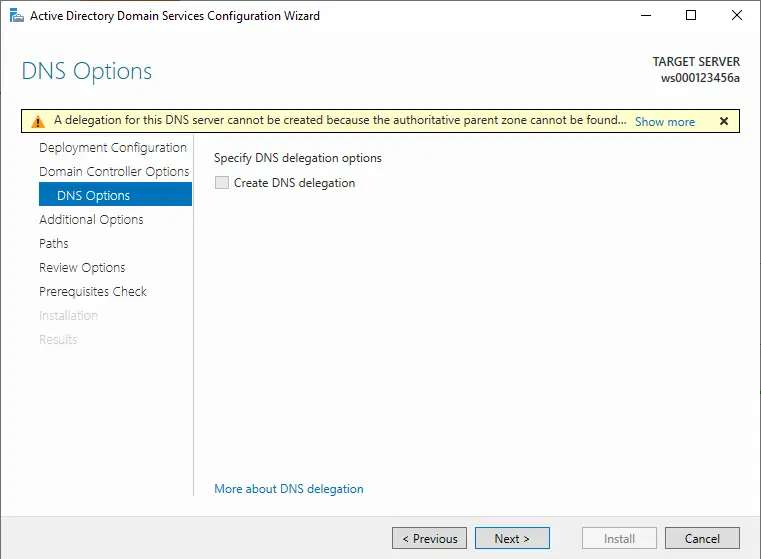 Active Directory Domain Services Configuration Wizard
DNS Options
TARGET SERVER
ws000123456a
A delegation for this DNS server cannot be created because the authoritative parent zone cannot be found... Show more
Deployment Configuration
Domain Controller Options
DNS Options
Additional Options
Paths
Review Options
Prerequisites Check
Installation
Results
Specify DNS delegation options
Create DNS delegation
More about DNS delegation
< Previous Next > Install Cancel